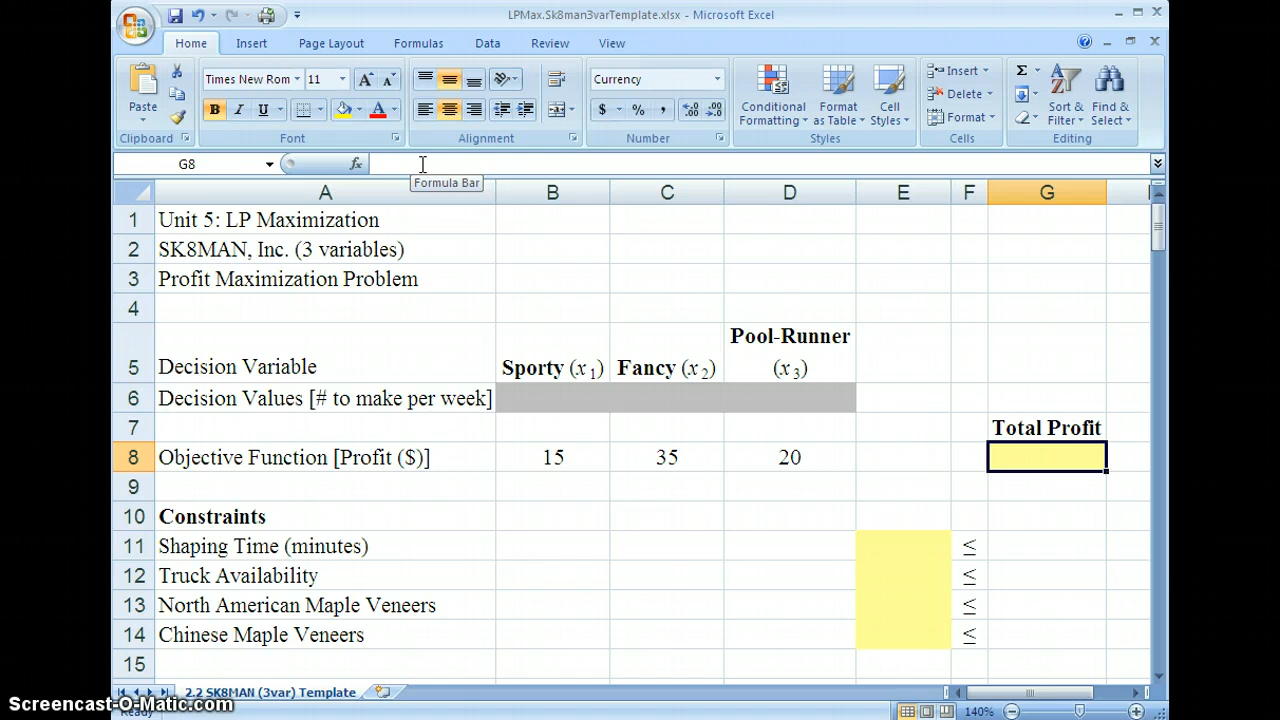 LPMax.Sk8man3varTemplate.xlsx - Microsoft Excel
Home Insert Page Layout Formulas Data Review View
Paste
Clipboard
Times New Rom 11
B I U
Font
Alignment
Currency
$ % ,
Number
Conditional Formatting
Format as Table
Cell Styles
Styles
Insert
Delete
Format
Cells
Σ
Sort & Filter
Find & Select
Editing
G8 fx
Formula Bar
A B C D E F G
1 Unit 5: LP Maximization
2 SK8MAN, Inc. (3 variables)
3 Profit Maximization Problem
4
5 Decision Variable Sporty (x 1) Fancy (x 2) Pool-Runner (x 3)
6 Decision Values [# to make per week]
7 Total Profit
8 Objective Function [Profit ($)] 15 35 20
9
10 Constraints
11 Shaping Time (minutes) ≤
12 Truck Availability ≤
13 North American Maple Veneers ≤
14 Chinese Maple Veneers ≤
15
2.2 SK8MAN (3var) Template
Screencast-O-Matic.com
Ready 140%